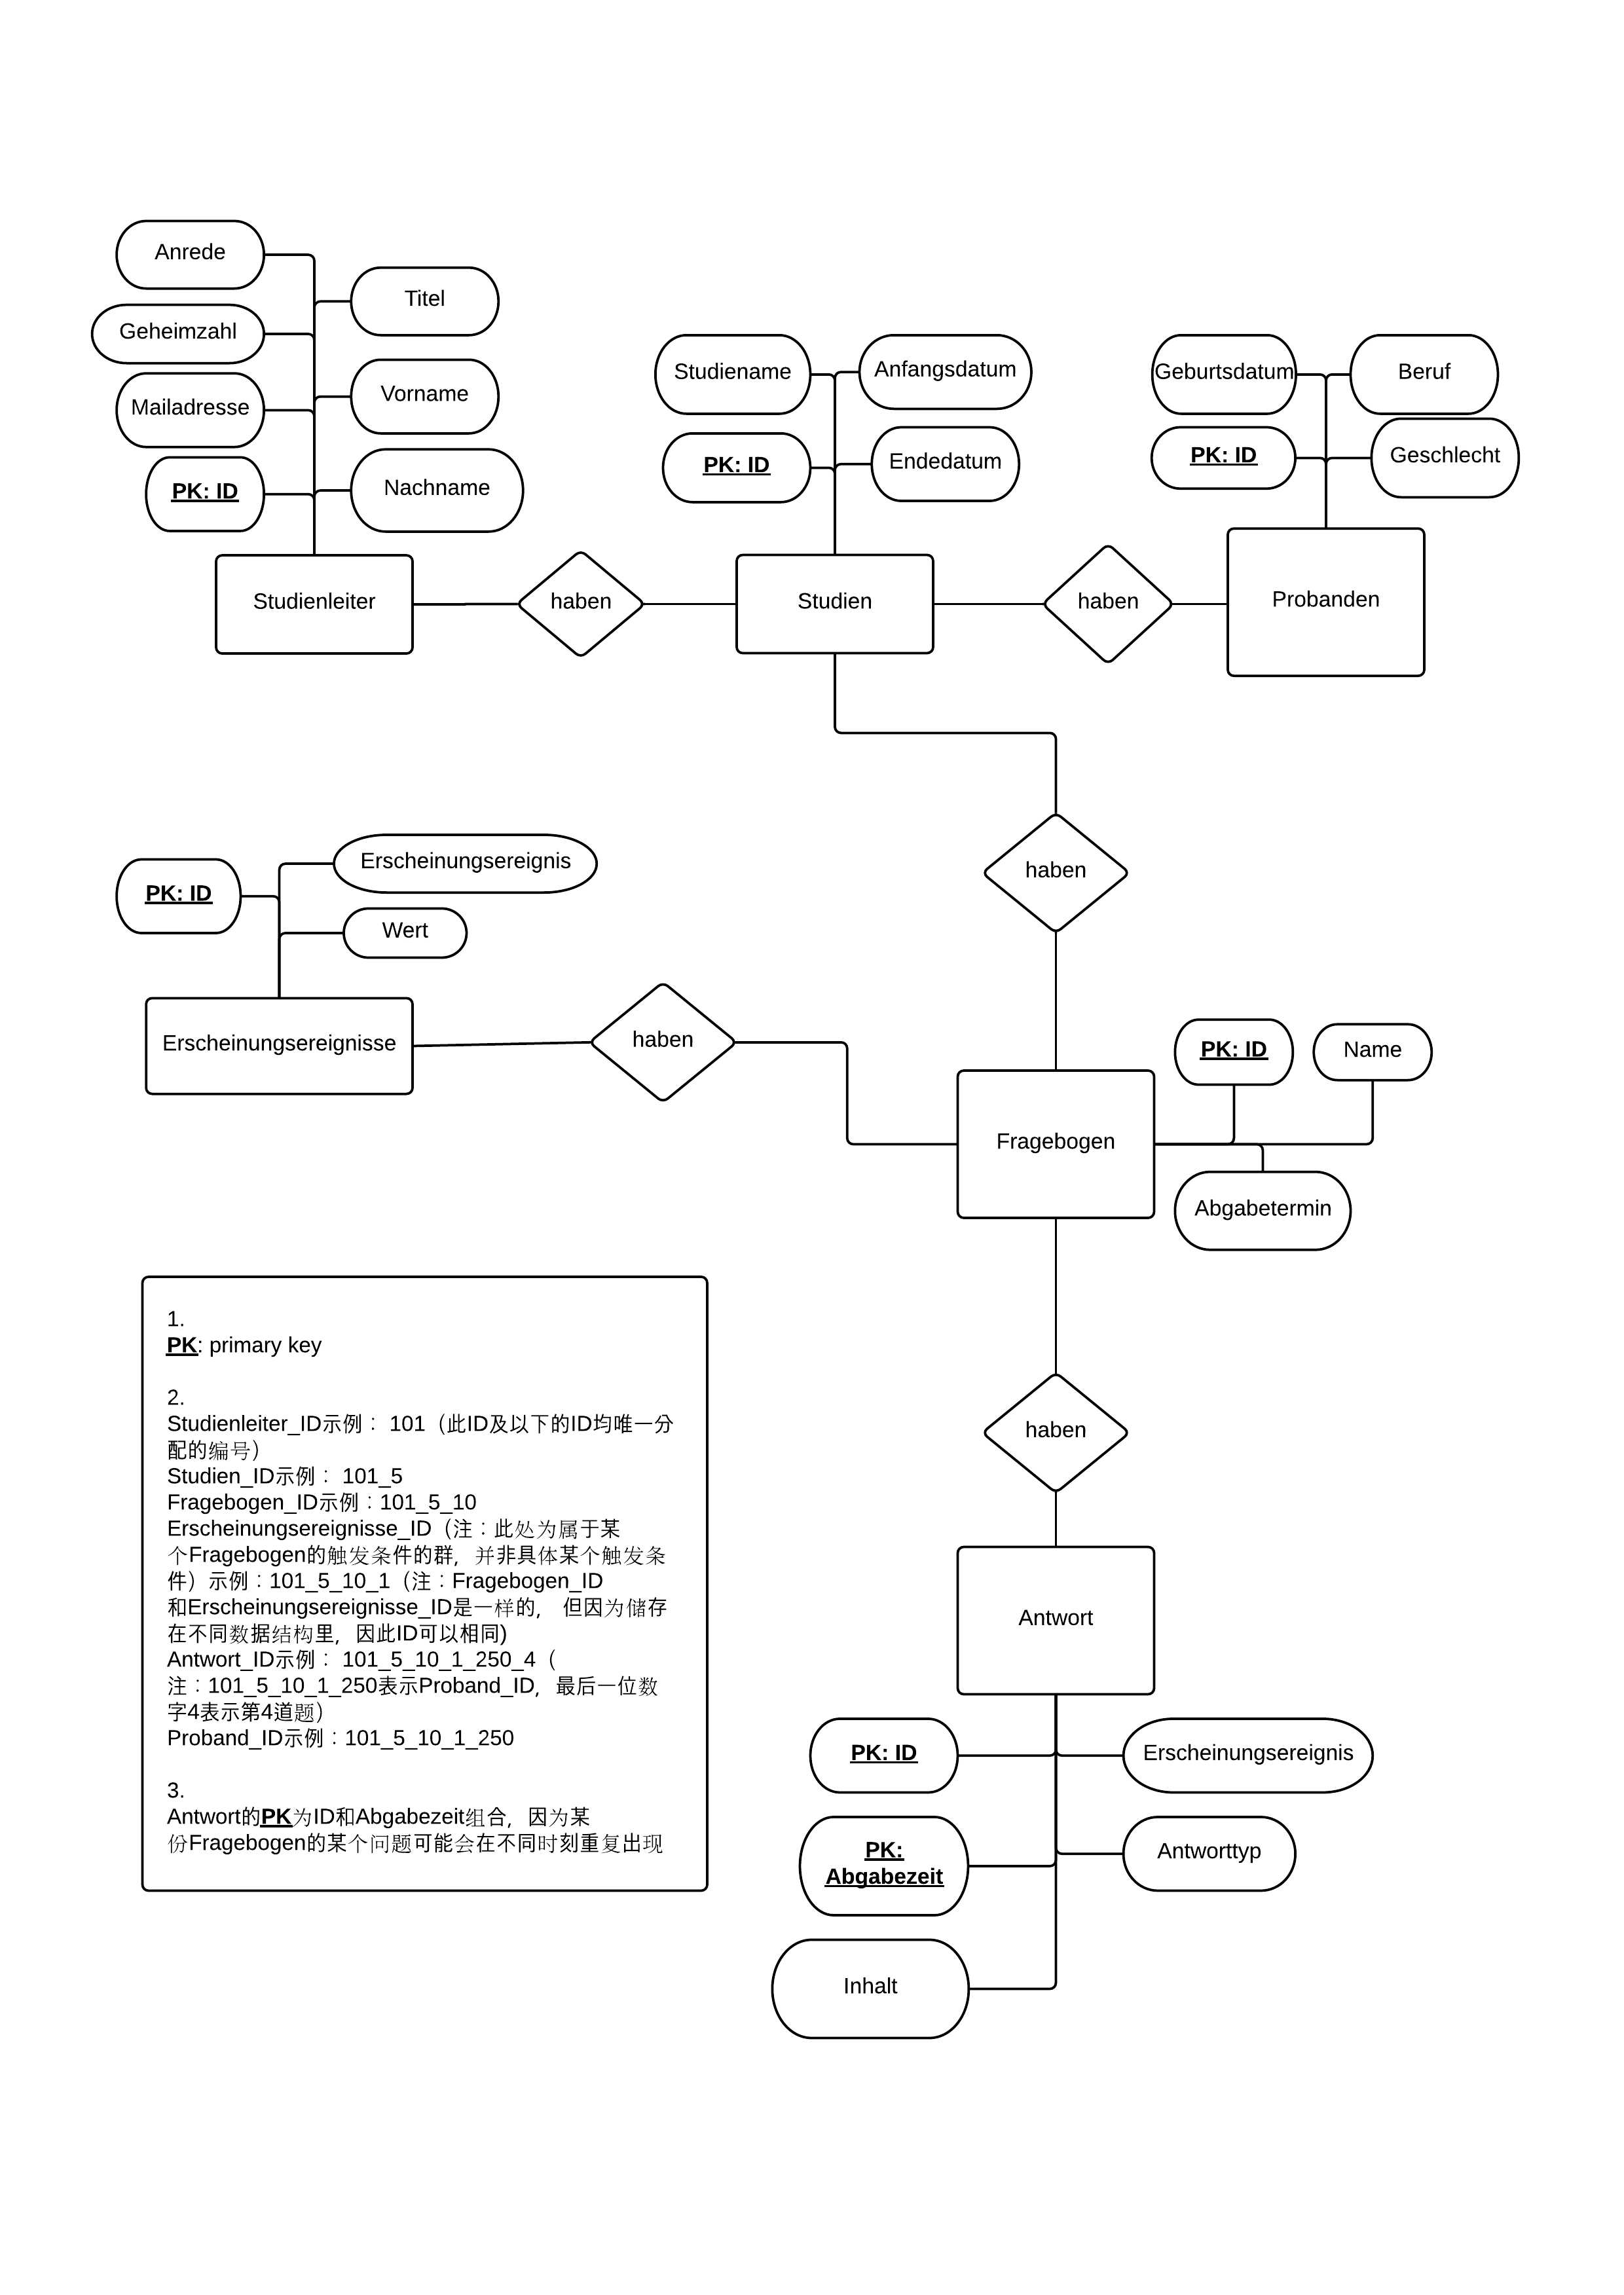 Anrede
Titel
Geheimzahl
Studiename
Anfangsdatum
Geburtsdatum
Beruf
Mailadresse
Vorname
PK: ID
Endedatum
PK: ID
Geschlecht
PK: ID
Nachname
Studienleiter
haben
Studien
haben
Probanden
Erscheinungsereignis
haben
PK: ID
Wert
Erscheinungsereignisse
haben
PK: ID
Name
Fragebogen
Abgabetermin
1.
PK: primary key
2.
Studienleiter_ID示例： 101（此ID及以下的ID均唯一分
配的编号）
Studien_ID示例： 101_5
Fragebogen_ID示例：101_5_10
Erscheinungsereignisse_ID（注：此处为属于某
个Fragebogen的触发条件的群，并非具体某个触发条
件）示例：101_5_10_1（注：Fragebogen_ID
和Erscheinungsereignisse_ID是一样的， 但因为储存
在不同数据结构里，因此ID可以相同)
Antwort_ID示例： 101_5_10_1_250_4（
注：101_5_10_1_250表示Proband_ID，最后一位数
字4表示第4道题）
Proband_ID示例：101_5_10_1_250
3.
Antwort的PK为ID和Abgabezeit组合，因为某
份Fragebogen的某个问题可能会在不同时刻重复出现
haben
Antwort
PK: ID
Erscheinungsereignis
PK:
Abgabezeit
Antworttyp
Inhalt